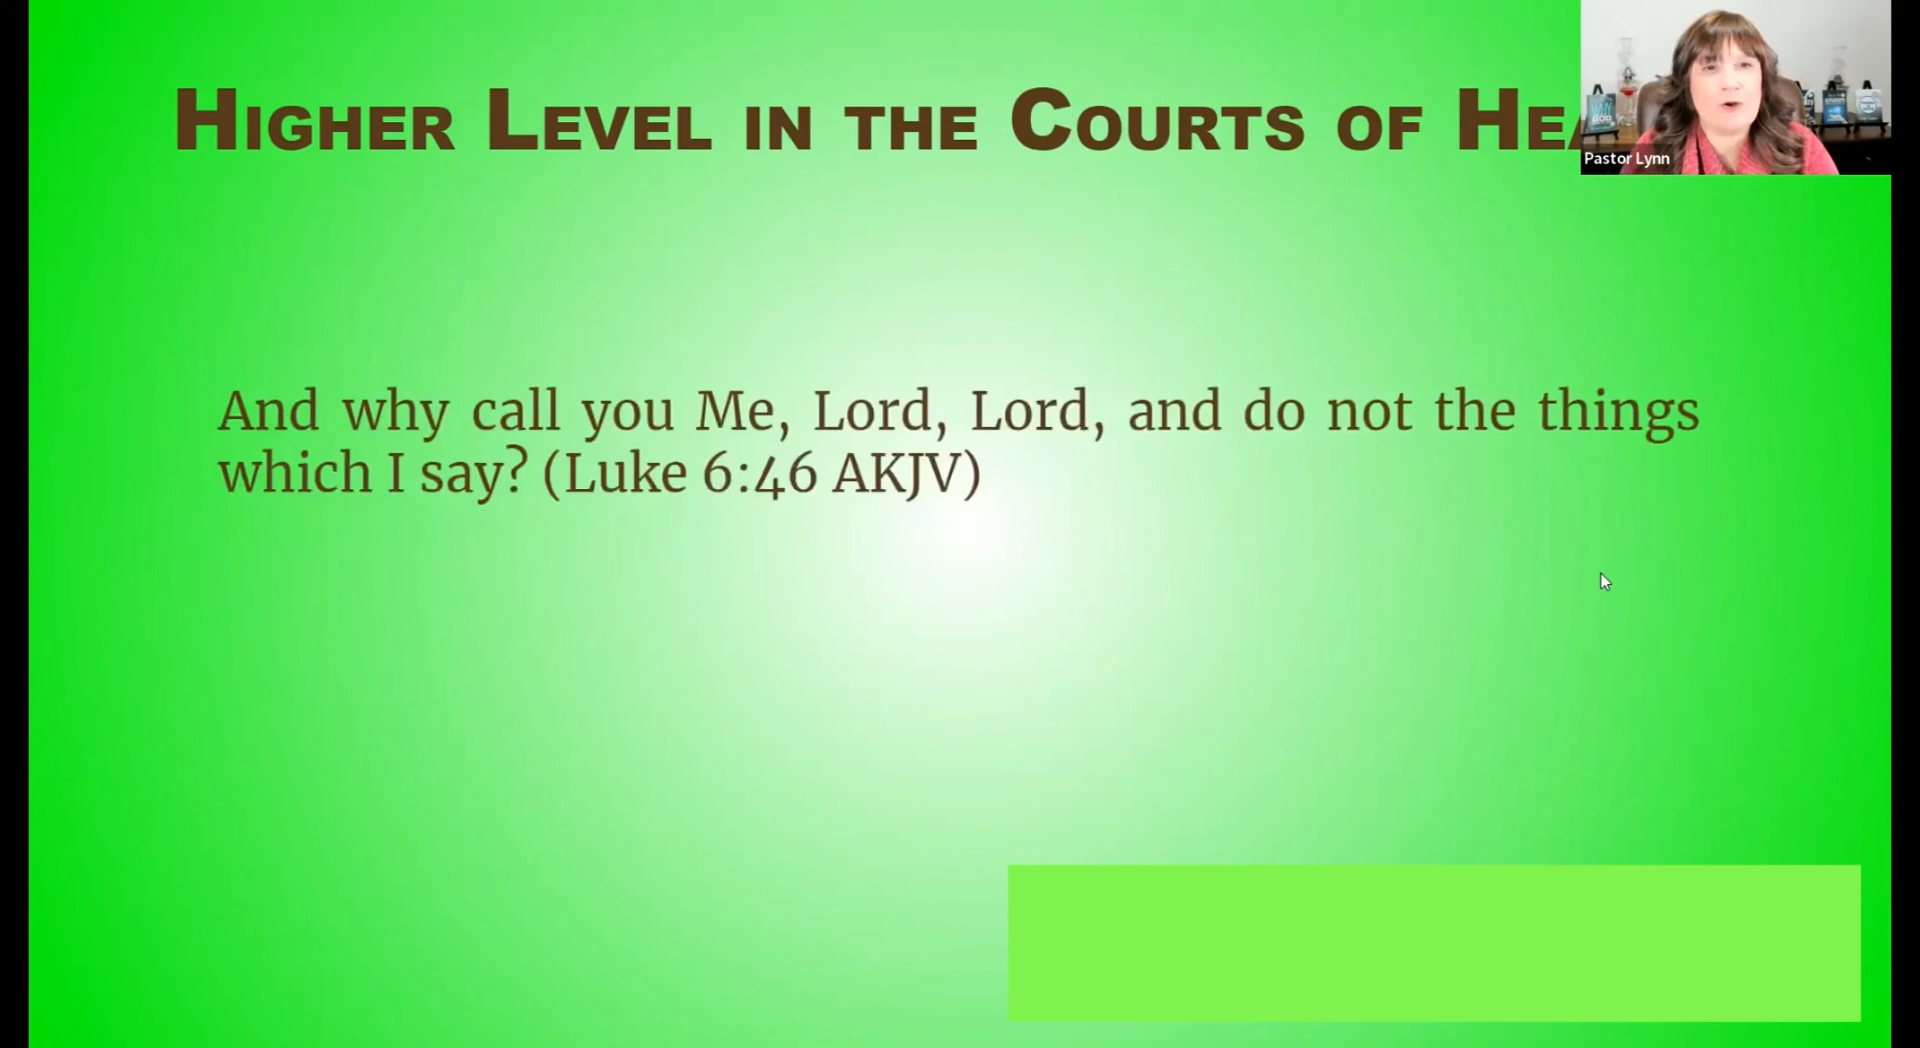 Higher Level in the Courts of
And why call you Me, Lord, Lord, and do not the things
which I say? (Luke 6:46 AKJV)
Pastor Lynn